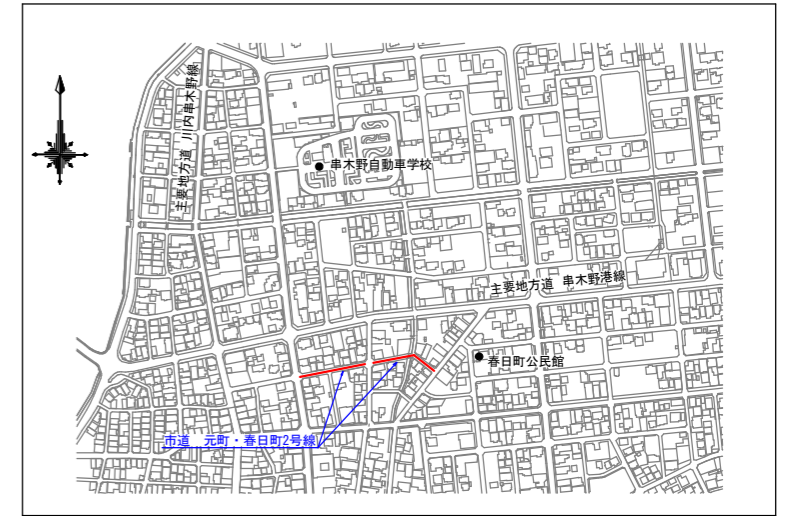 主要地方道 川内串木野線
串木野自動車学校
主要地方道 串木野港線
春日町公民館
市道 元町・春日町2号線